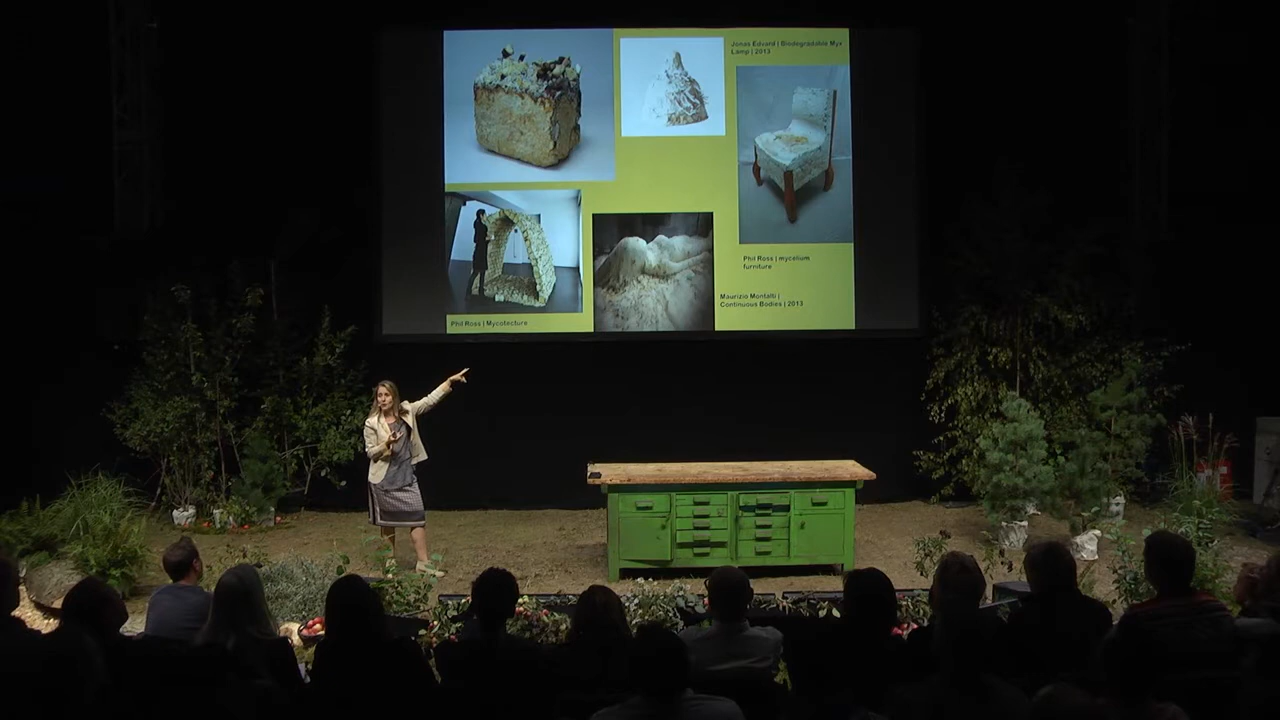 Jonas Edvard | Biodegradable Myx
Lamp | 2013
Phil Ross | mycelium
furniture
Maurizio Montalti |
Continuous Bodies | 2013
Phil Ross | Mycotecture